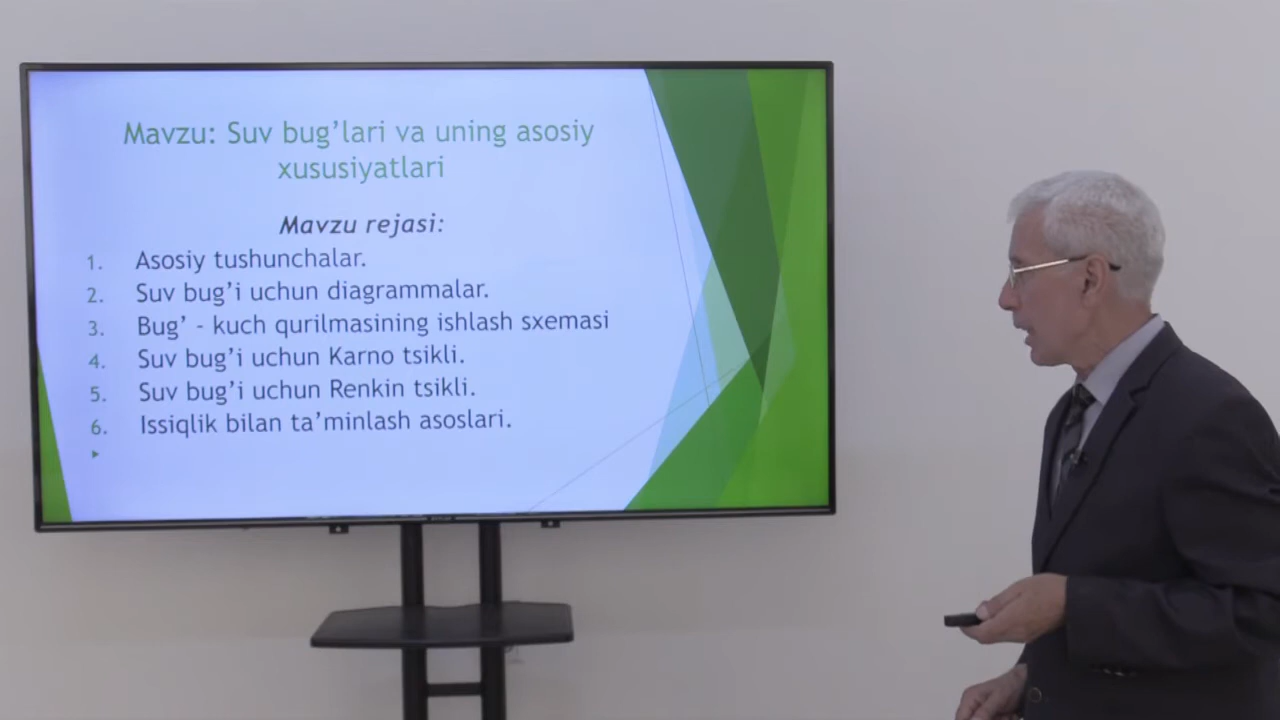 Mavzu: Suv bug’lari va uning asosiy
xususiyatlari
Mavzu rejasi:
1. Asosiy tushunchalar.
2. Suv bug’i uchun diagrammalar.
3. Bug’ - kuch qurilmasining ishlash sxemasi
4. Suv bug’i uchun Karno tsikli.
5. Suv bug’i uchun Renkin tsikli.
6. Issiqlik bilan ta’minlash asoslari.